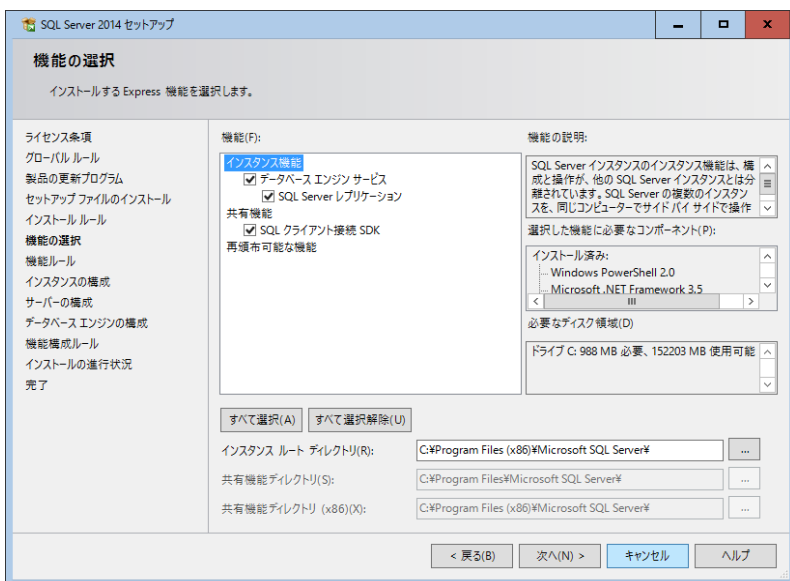 SQL Server 2014 セットアップ
機能の選択
インストールする Express 機能を選択します。
ライセンス条項
グローバル ルール
製品の更新プログラム
セットアップ ファイルのインストール
インストール ルール
機能の選択
機能ルール
インスタンスの構成
サーバーの構成
データベース エンジンの構成
機能構成ルール
インストールの進行状況
完了
機能(F):
インスタンス機能
データベース エンジン サービス
SQL Server レプリケーション
共有機能
SQL クライアント接続 SDK
再頒布可能な機能
機能の説明:
SQL Server インスタンスのインスタンス機能は、構
成と操作が、他の SQL Server インスタンスとは分
離されています。SQL Server の複数のインスタン
スを、同じコンピューターでサイド バイ サイドで操作
選択した機能に必要なコンポーネント(P):
インストール済み:
Windows PowerShell 2.0
Microsoft .NET Framework 3.5
必要なディスク領域(D)
ドライブ C: 988 MB 必要、152203 MB 使用可能
すべて選択(A) すべて選択解除(U)
インスタンス ルート ディレクトリ(R): C:¥Program Files (x86)¥Microsoft SQL Server¥ ...
共有機能ディレクトリ(S): C:¥Program Files¥Microsoft SQL Server¥ ...
共有機能ディレクトリ (x86)(X): C:¥Program Files (x86)¥Microsoft SQL Server¥ ...
< 戻る(B) 次へ(N) > キャンセル ヘルプ